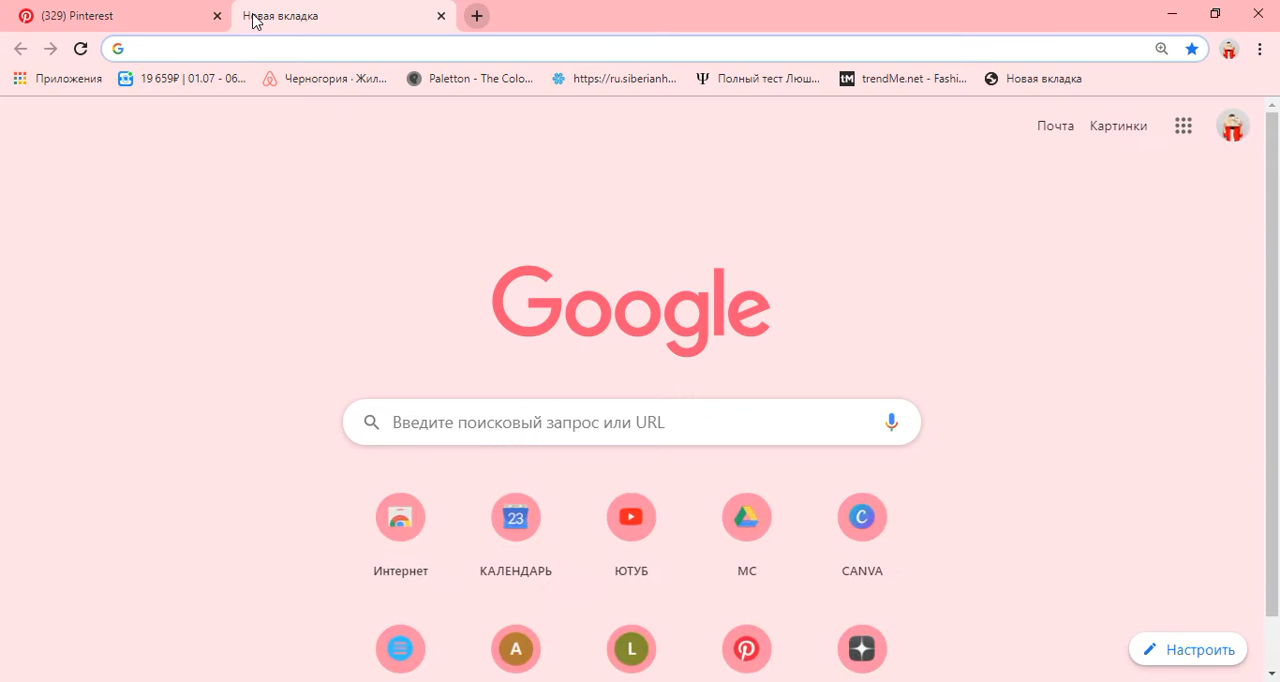 (329) Pinterest
Новая вкладка
Приложения
19 659₽ | 01.07 - 06...
Черногория · Жил...
Paletton - The Colo...
https://ru.siberianh...
Ψ Полный тест Люш...
tM trendMe.net - Fashi...
Новая вкладка
Почта Картинки
Google
Введите поисковый запрос или URL
23
C
Интернет
КАЛЕНДАРЬ
ЮТУБ
МС
CANVA
A
L
Настроить